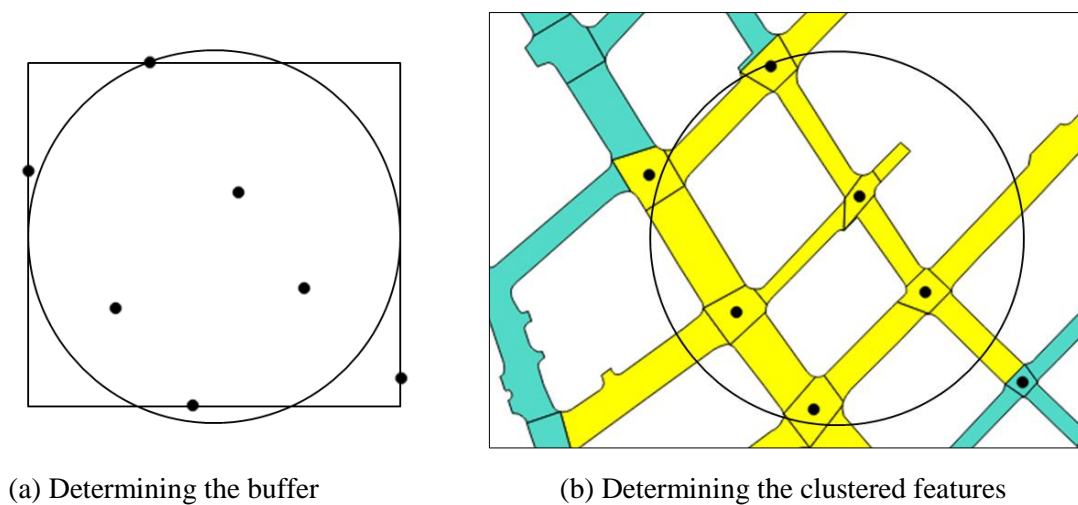 (a) Determining the buffer
(b) Determining the clustered features